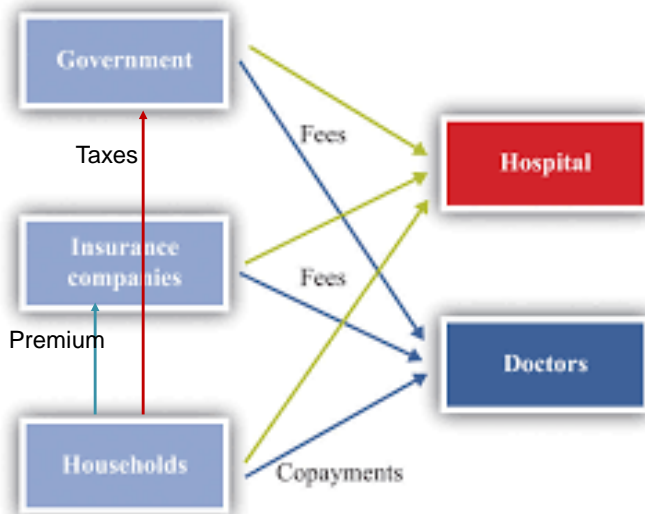 Government
Fees
Taxes
Hospital
Insurance
companies
Fees
Premium
Doctors
Households
Copayments